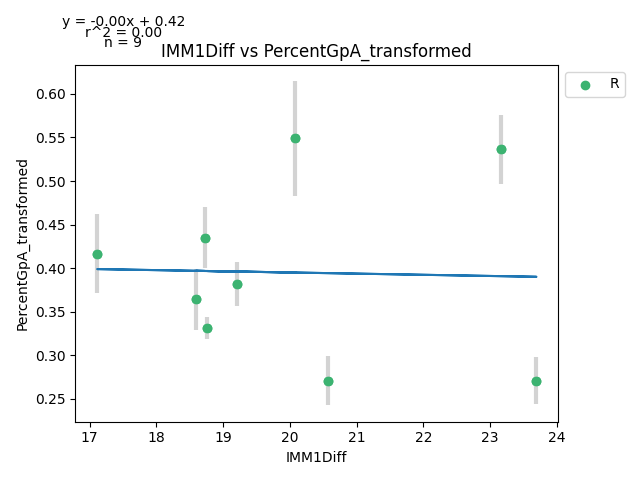 y = -0.00x + 0.42
r^2 = 0.00
n = 9
IMM1Diff vs PercentGpA_transformed
R
PercentGpA_transformed
0.60
0.55
0.50
0.45
0.40
0.35
0.30
0.25
17 18 19 20 21 22 23 24
IMM1Diff